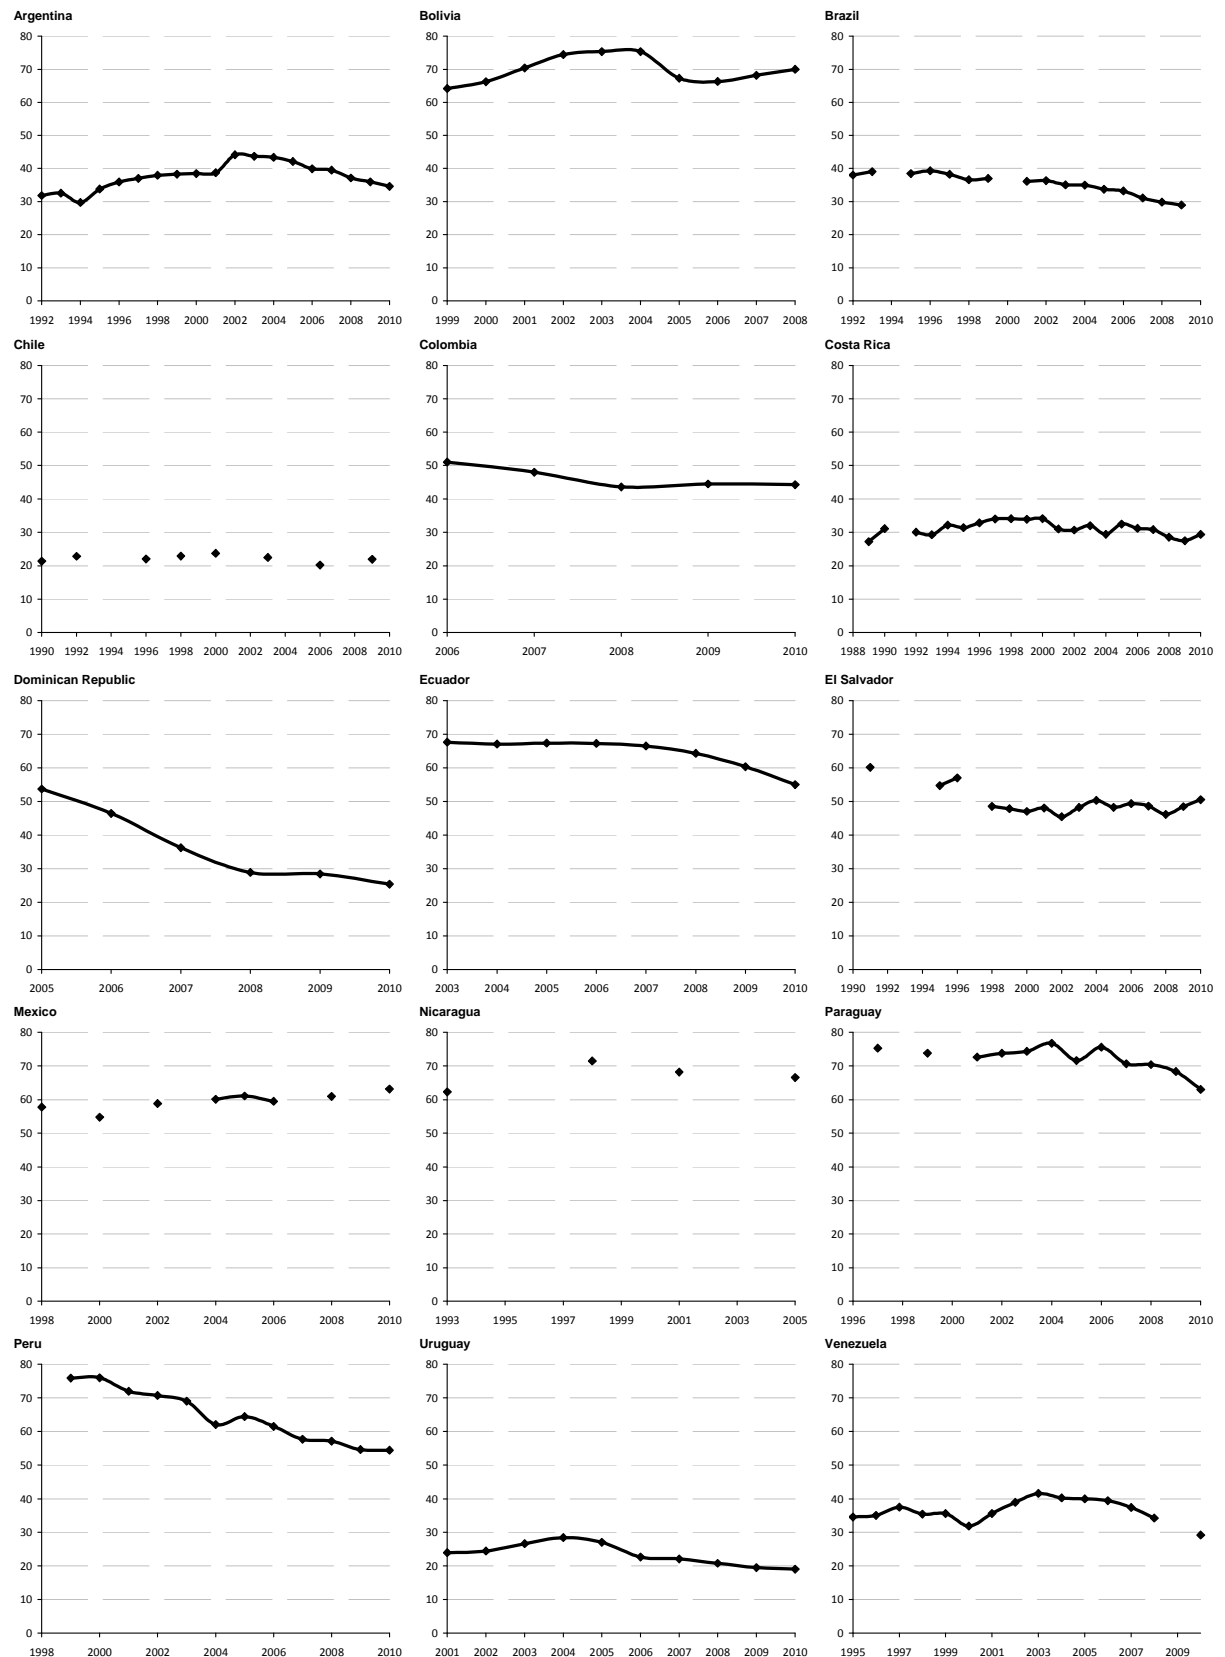 Argentina Bolivia Brazil
80 80 80
70 70 70
60 60 60
50 50 50
40 40 40
30 30 30
20 20 20
10 10 10
0 0 0
1992 1994 1996 1998 2000 2002 2004 2006 2008 2010 1999 2000 2001 2002 2003 2004 2005 2006 2007 2008 1992 1994 1996 1998 2000 2002 2004 2006 2008 2010
Chile Colombia Costa Rica
80 80 80
70 70 70
60 60 60
50 50 50
40 40 40
30 30 30
20 20 20
10 10 10
0 0 0
1990 1992 1994 1996 1998 2000 2002 2004 2006 2008 2010 2006 2007 2008 2009 2010 1988 1990 1992 1994 1996 1998 2000 2002 2004 2006 2008 2010
Dominican Republic Ecuador El Salvador
80 80 80
70 70 70
60 60 60
50 50 50
40 40 40
30 30 30
20 20 20
10 10 10
0 0 0
2005 2006 2007 2008 2009 2010 2003 2004 2005 2006 2007 2008 2009 2010 1990 1992 1994 1996 1998 2000 2002 2004 2006 2008 2010
Mexico Nicaragua Paraguay
80 80 80
70 70 70
60 60 60
50 50 50
40 40 40
30 30 30
20 20 20
10 10 10
0 0 0
1998 2000 2002 2004 2006 2008 2010 1993 1995 1997 1999 2001 2003 2005 1996 1998 2000 2002 2004 2006 2008 2010
Peru Uruguay Venezuela
80 80 80
70 70 70
60 60 60
50 50 50
40 40 40
30 30 30
20 20 20
10 10 10
0 0 0
1998 2000 2002 2004 2006 2008 2010 2001 2002 2003 2004 2005 2006 2007 2008 2009 2010 1995 1997 1999 2001 2003 2005 2007 2009